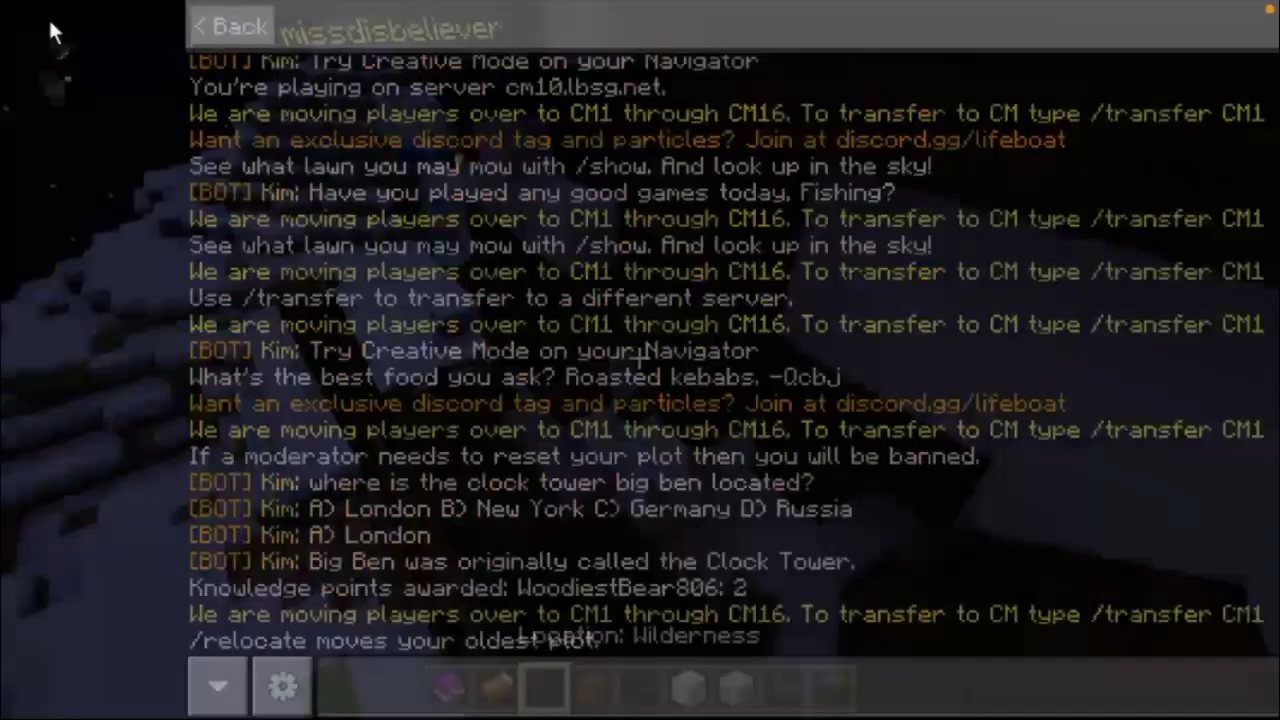 < Back
missdisbeliever
[BOT] Kim: Try Creative Mode on your Navigator
You're playing on server cm10.lbsg.net.
We are moving players over to CM1 through CM16. To transfer to CM type /transfer CM1
Want an exclusive discord tag and particles? Join at discord.gg/lifeboat
See what lawn you may mow with /show. And look up in the sky!
[BOT] Kim: Have you played any good games today, Fishing?
We are moving players over to CM1 through CM16. To transfer to CM type /transfer CM1
See what lawn you may mow with /show. And look up in the sky!
We are moving players over to CM1 through CM16. To transfer to CM type /transfer CM1
Use /transfer to transfer to a different server.
We are moving players over to CM1 through CM16. To transfer to CM type /transfer CM1
[BOT] Kim: Try Creative Mode on your Navigator
What's the best food you ask? Roasted kebabs. -QcbJ
Want an exclusive discord tag and particles? Join at discord.gg/lifeboat
We are moving players over to CM1 through CM16. To transfer to CM type /transfer CM1
If a moderator needs to reset your plot then you will be banned.
[BOT] Kim: where is the clock tower big ben located?
[BOT] Kim: A) London B) New York C) Germany D) Russia
[BOT] Kim: A) London
[BOT] Kim: Big Ben was originally called the Clock Tower.
Knowledge points awarded: WoodiestBear806: 2
We are moving players over to CM1 through CM16. To transfer to CM type /transfer CM1
/relocate moves your oldest plot.
Location: Wilderness